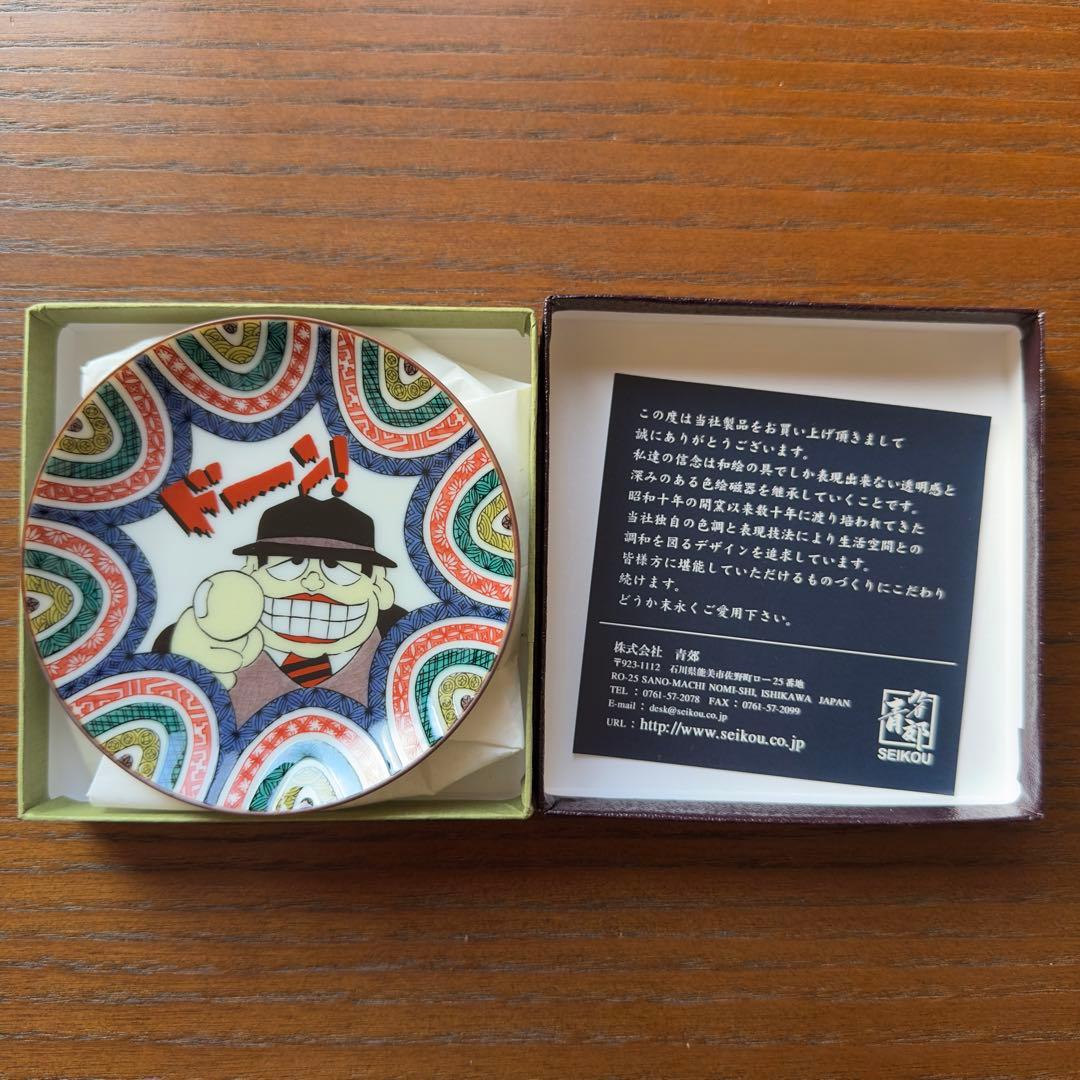 ドーン!
この度は当社製品をお買い上げ頂きまして
誠にありがとうございます。
私達の信念は和絵の具でしか表現出来ない透明感と
深みのある色絵磁器を継承していくことです。
昭和十年の開窯以来数十年に渡り培われてきた
当社独自の色調と表現技法により生活空間との
調和を図るデザインを追求しています。
皆様方に堪能していただけるものづくりにこだわり
続けます。
どうか末永くご愛用下さい。
株式会社 青郊
〒923-1112 石川県能美市佐野町ロー25番地
RO-25 SANO-MACHI NOMI-SHI, ISHIKAWA JAPAN
TEL : 0761-57-2078 FAX : 0761-57-2099
E-mail : desk@seikou.co.jp
URL : http://www.seikou.co.jp
青郊
SEIKOU